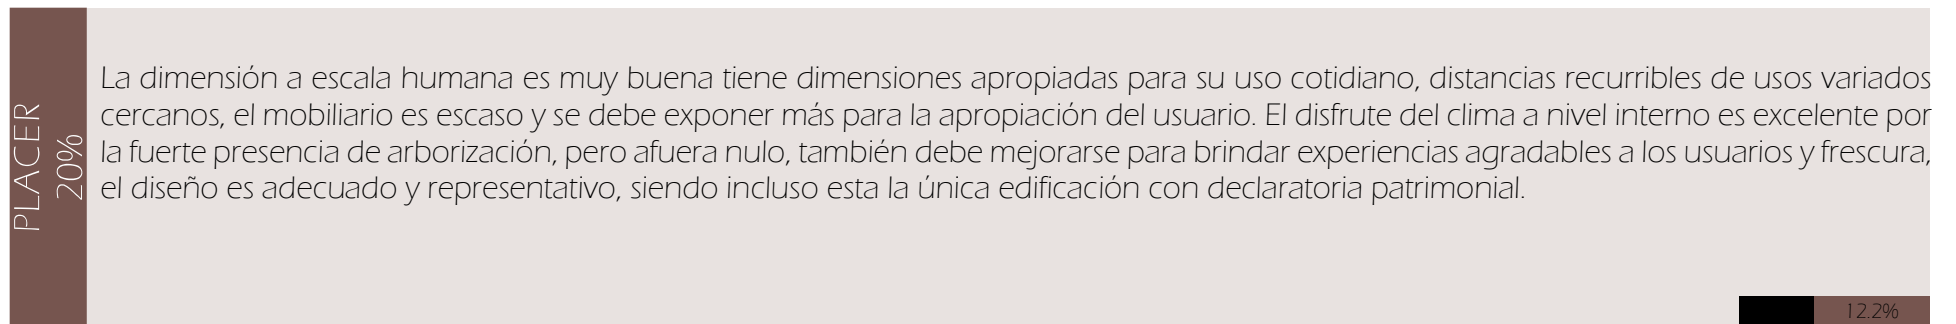 PLACER
20%
La dimensión a escala humana es muy buena tiene dimensiones apropiadas para su uso cotidiano, distancias recurribles de usos variados
cercanos, el mobiliario es escaso y se debe exponer más para la apropiación del usuario. El disfrute del clima a nivel interno es excelente por
la fuerte presencia de arborización, pero afuera nulo, también debe mejorarse para brindar experiencias agradables a los usuarios y frescura,
el diseño es adecuado y representativo, siendo incluso esta la única edificación con declaratoria patrimonial.
12.2%